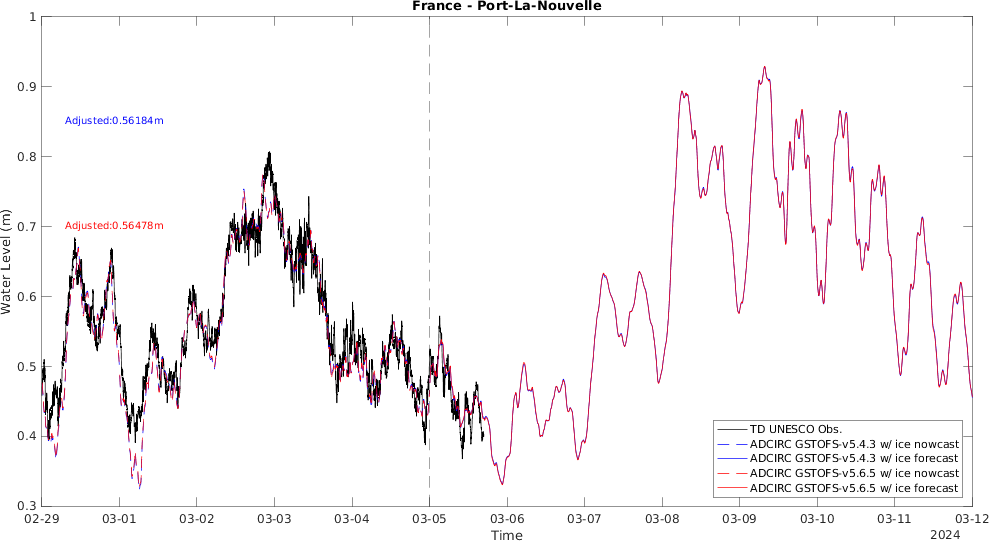 France - Port-La-Nouvelle
1
0.9
0.8
0.7
0.6
0.5
0.4
0.3
Water Level (m)
Adjusted:0.56184m
Adjusted:0.56478m
TD UNESCO Obs.
ADCIRC GSTOFS-v5.4.3 w/ ice nowcast
ADCIRC GSTOFS-v5.4.3 w/ ice forecast
ADCIRC GSTOFS-v5.6.5 w/ ice nowcast
ADCIRC GSTOFS-v5.6.5 w/ ice forecast
02-29 03-01 03-02 03-03 03-04 03-05 03-06 03-07 03-08 03-09 03-10 03-11 03-12
Time
2024